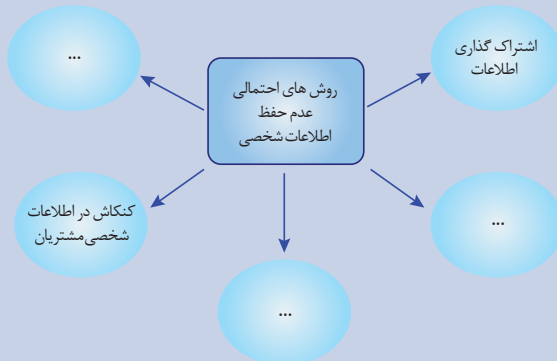 روش های احتمالی
عدم حفظ
اطلاعات شخصی
اشتراک گذاری
اطلاعات
...
...
...
کنکاش در اطلاعات
شخصی مشتریان
...